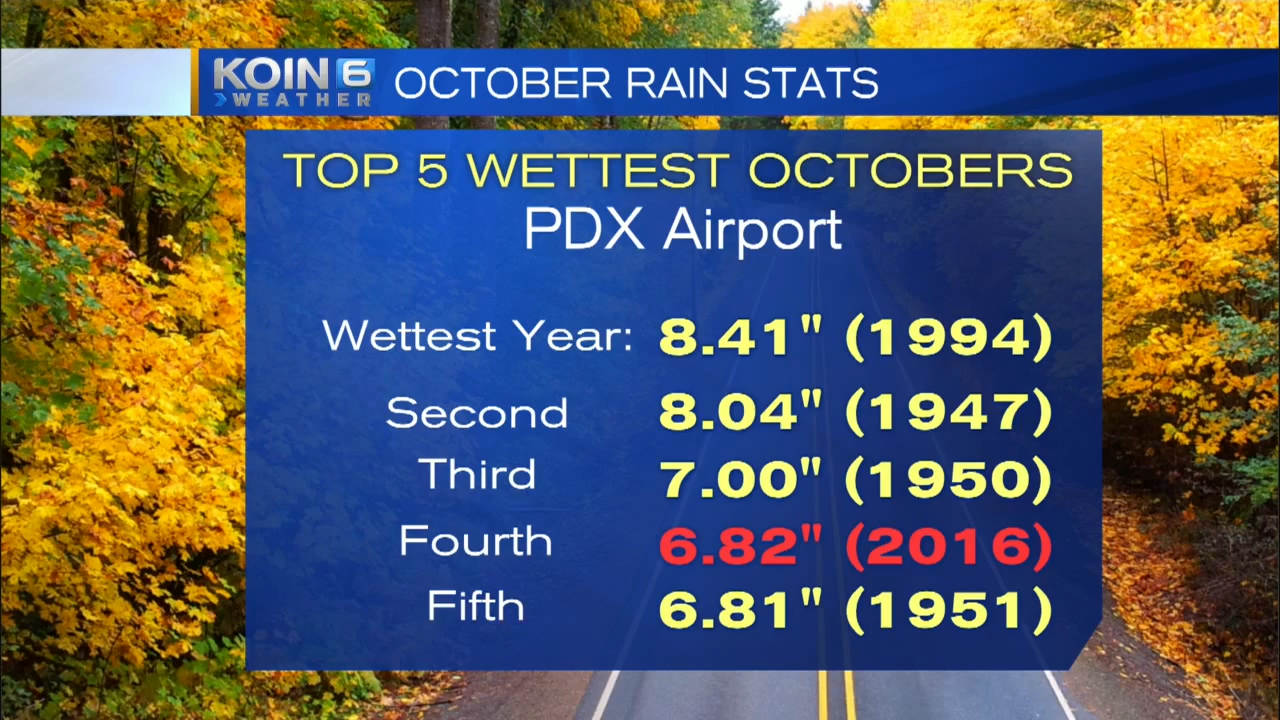 KOIN 6 WEATHER
OCTOBER RAIN STATS
TOP 5 WETTEST OCTOBERS
PDX Airport
Wettest Year: 8.41" (1994)
Second 8.04" (1947)
Third 7.00" (1950)
Fourth 6.82" (2016)
Fifth 6.81" (1951)